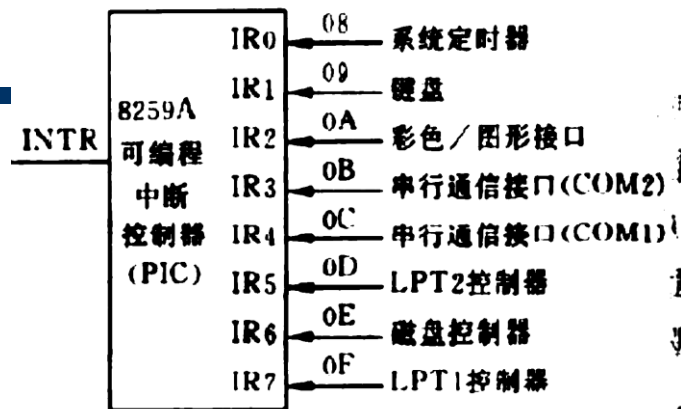 IR0 08 系统定时器
IR1 09 键盘
8259A
IR2 0A 彩色／图形接口
INTR
可编程
IR3 0B 串行通信接口(COM2)
中断
IR4 0C 串行通信接口(COM1)
控制器
IR5 0D LPT2控制器
(PIC)
IR6 0E 磁盘控制器
IR7 0F LPT1控制器